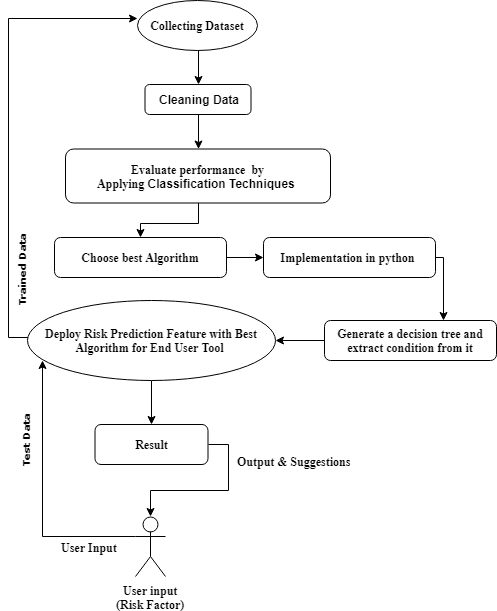 Collecting Dataset
Cleaning Data
Evaluate performance by
Applying Classification Techniques
Choose best Algorithm
Implementation in python
Trained Data
Deploy Risk Prediction Feature with Best
Algorithm for End User Tool
Generate a decision tree and
extract condition from it
Test Data
Result
Output & Suggestions
User Input
User input
(Risk Factor)